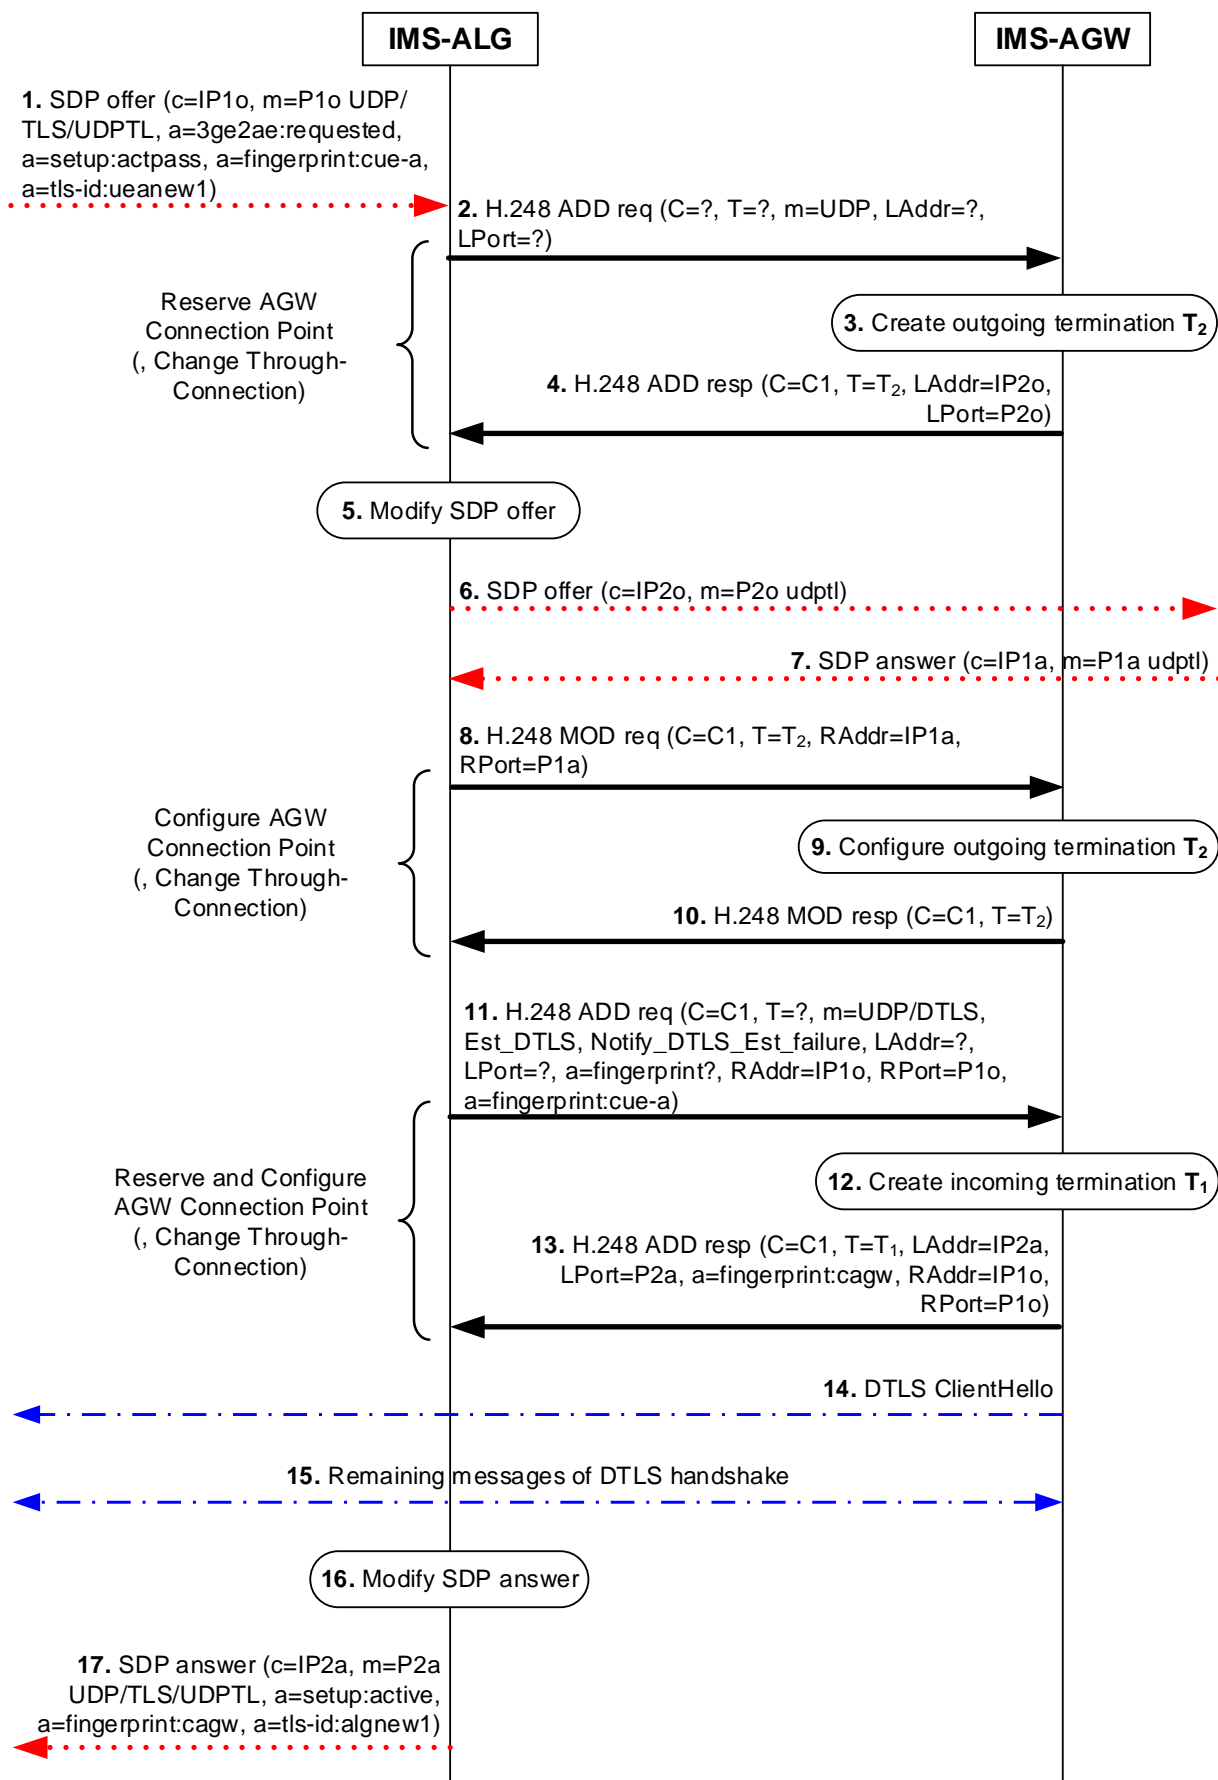 IMS-ALG
IMS-AGW
1. SDP offer (c=IP1o, m=P1o UDP/
TLS/UDPTL, a=3ge2ae:requested,
a=setup:actpass, a=fingerprint:cue-a,
a=tls-id:ueanew1)
2. H.248 ADD req (C=?, T=?, m=UDP, LAddr=?,
LPort=?)
Reserve AGW
Connection Point
(, Change Through-
Connection)
3. Create outgoing termination T2
4. H.248 ADD resp (C=C1, T=T2, LAddr=IP2o,
LPort=P2o)
5. Modify SDP offer
6. SDP offer (c=IP2o, m=P2o udptl)
7. SDP answer (c=IP1a, m=P1a udptl)
8. H.248 MOD req (C=C1, T=T2, RAddr=IP1a,
RPort=P1a)
Configure AGW
Connection Point
(, Change Through-
Connection)
9. Configure outgoing termination T2
10. H.248 MOD resp (C=C1, T=T2)
11. H.248 ADD req (C=C1, T=?, m=UDP/DTLS,
Est_DTLS, Notify_DTLS_Est_failure, LAddr=?,
LPort=?, a=fingerprint?, RAddr=IP1o, RPort=P1o,
a=fingerprint:cue-a)
Reserve and Configure
AGW Connection Point
(, Change Through-
Connection)
12. Create incoming termination T1
13. H.248 ADD resp (C=C1, T=T1, LAddr=IP2a,
LPort=P2a, a=fingerprint:cagw, RAddr=IP1o,
RPort=P1o)
14. DTLS ClientHello
15. Remaining messages of DTLS handshake
16. Modify SDP answer
17. SDP answer (c=IP2a, m=P2a
UDP/TLS/UDPTL, a=setup:active,
a=fingerprint:cagw, a=tls-id:algnew1)